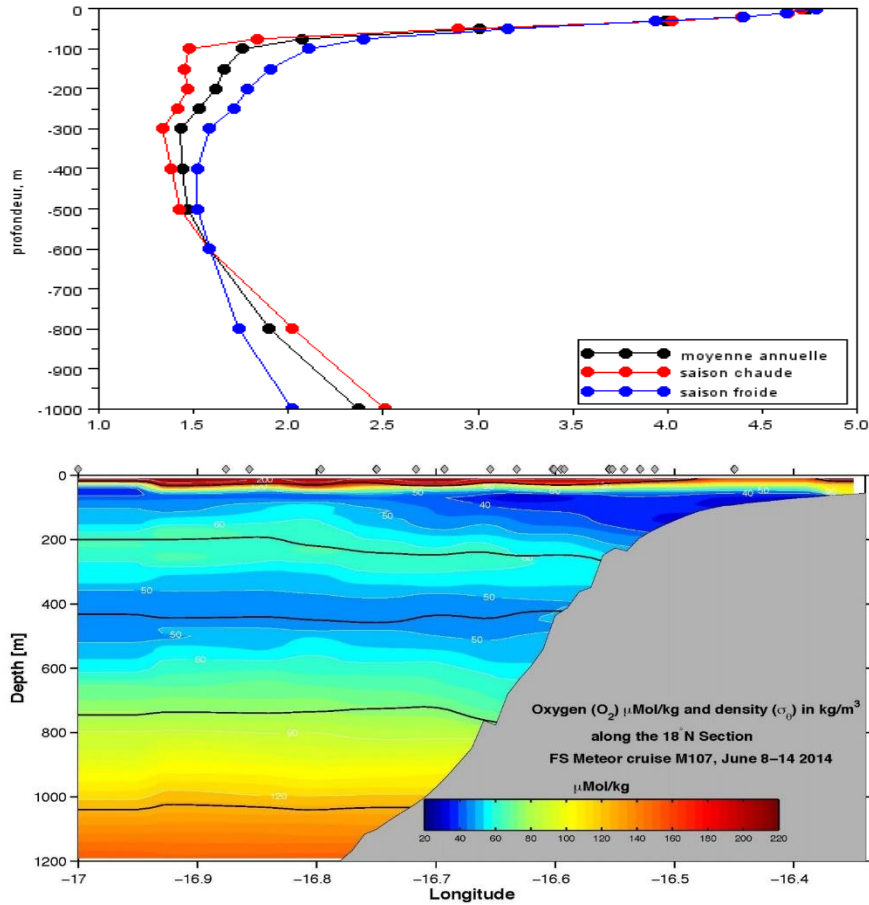 0
-100
-200
-300
-400
-500
-600
-700
-800
-900
-1000
profondeur, m
1.0 1.5 2.0 2.5 3.0 3.5 4.0 4.5 5.0
moyenne annuelle
saison chaude
saison froide
0
200
400
600
800
1000
1200
Depth [m]
200
50
50
40
40
50
60
50
60
50
50
50
60
90
120
Oxygen (O₂) μMol/kg and density (σ₀) in kg/m³
along the 18°N Section
FS Meteor cruise M107, June 8–14 2014
μMol/kg
20 40 60 80 100 120 140 160 180 200 220
−17 −16.9 −16.8 −16.7 −16.6 −16.5 −16.4
Longitude